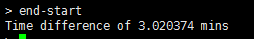 > end-start
Time difference of 3.020374 mins
>